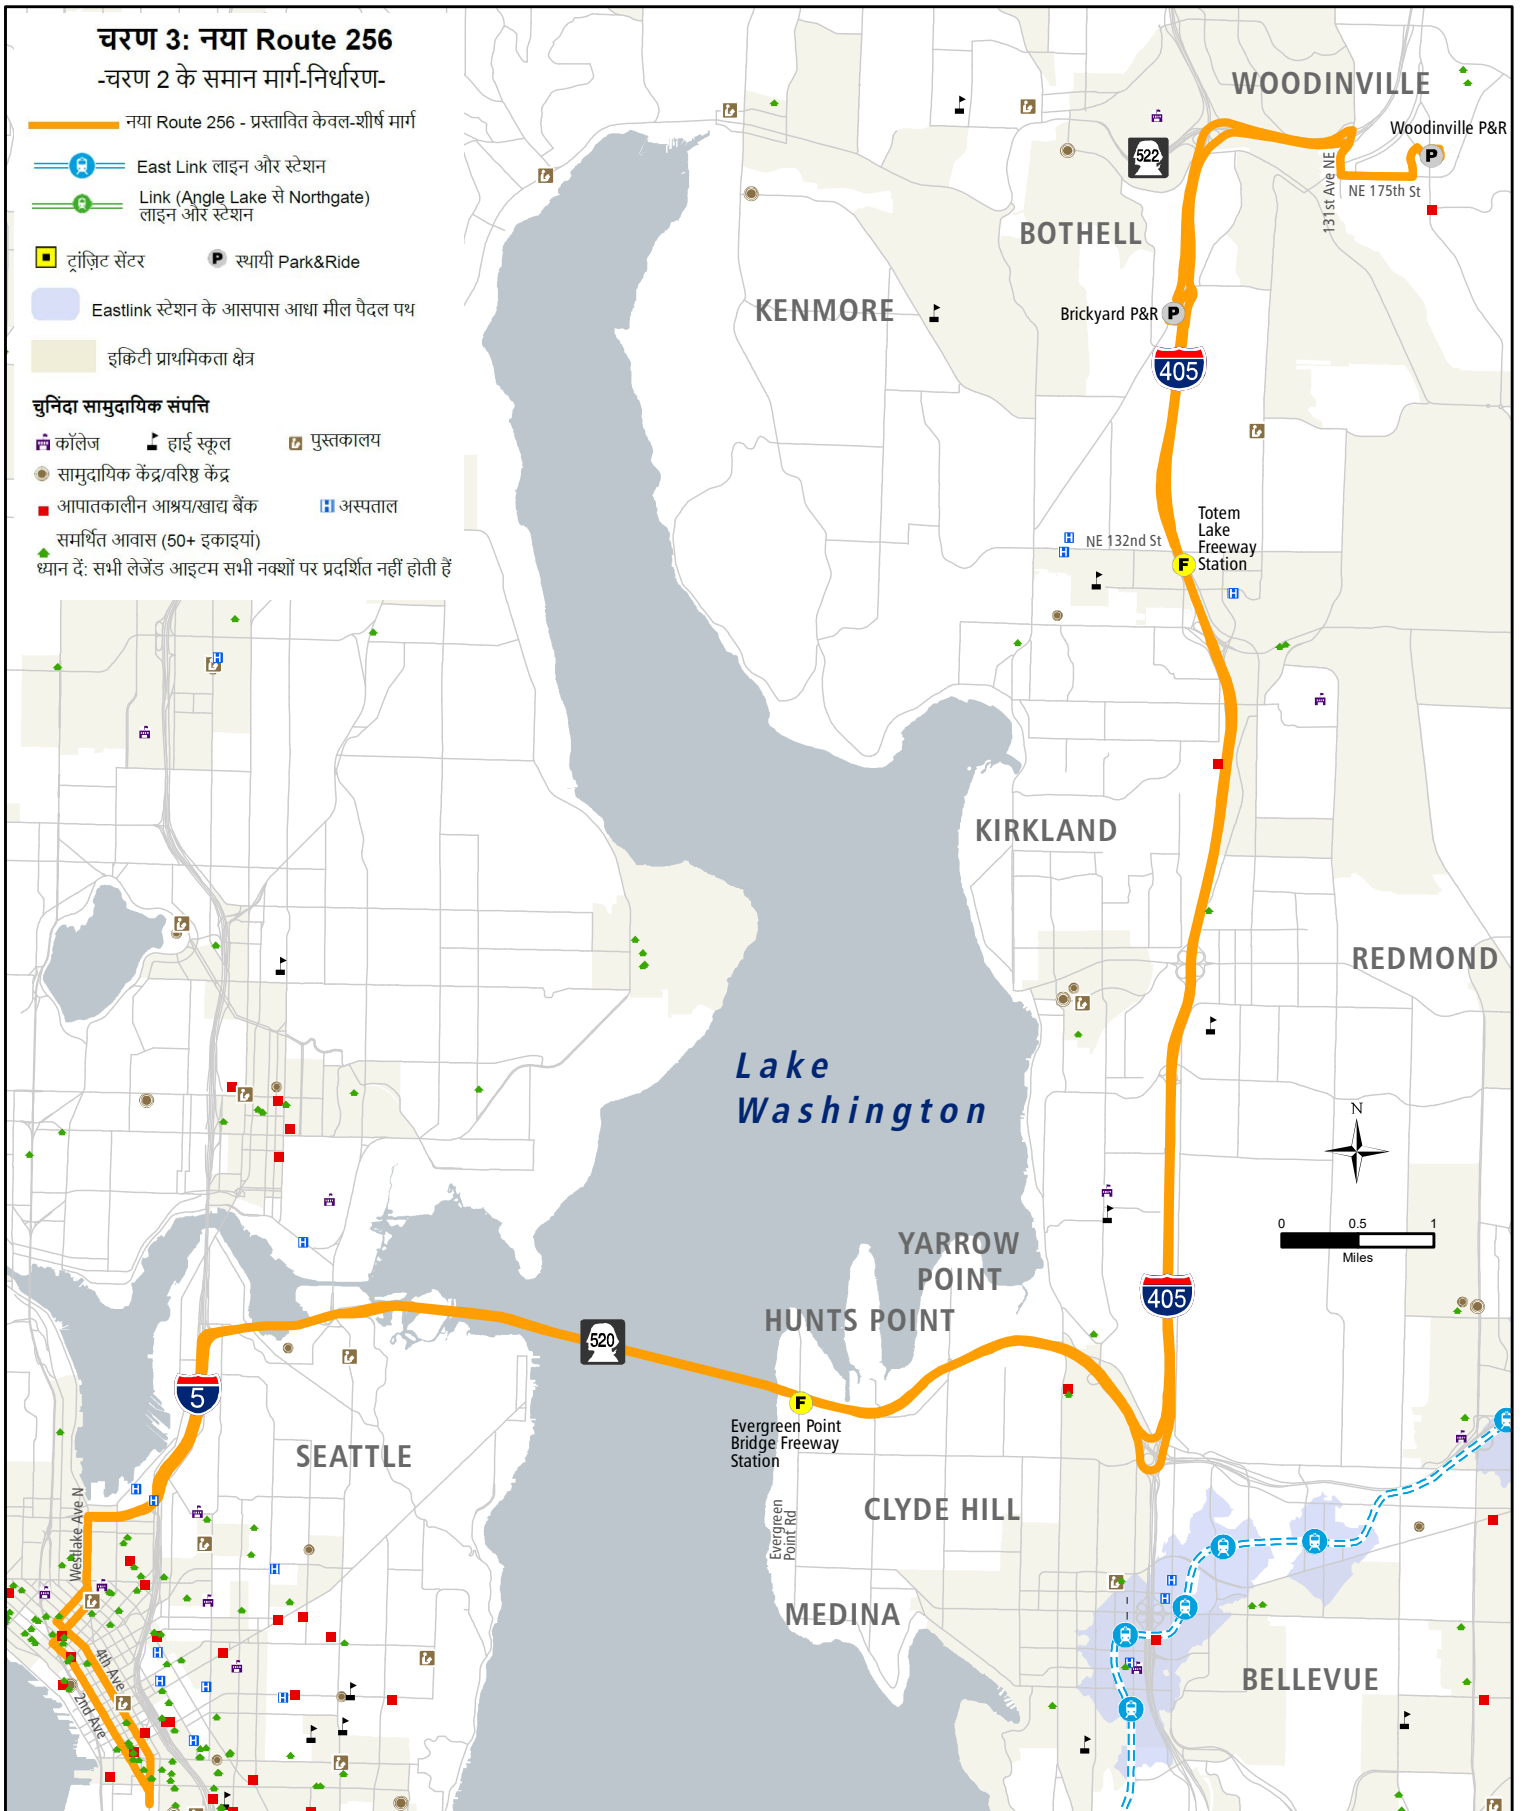 चरण 3: नया Route 256
-चरण 2 के समान मार्ग-निर्धारण-
नया Route 256 - प्रस्तावित केवल-शीर्ष मार्ग
East Link लाइन और स्टेशन
Link (Angle Lake से Northgate)
लाइन और स्टेशन
ट्रांज़िट सेंटर
P स्थायी Park&Ride
Eastlink स्टेशन के आसपास आधा मील पैदल पथ
इक्विटी प्राथमिकता क्षेत्र
चुनिंदा सामुदायिक संपत्ति
कॉलेज
हाई स्कूल
पुस्तकालय
सामुदायिक केंद्र/वरिष्ठ केंद्र
आपातकालीन आश्रय/खाद्य बैंक
H अस्पताल
समर्थित आवास (50+ इकाइयां)
ध्यान दें: सभी लेजेंड आइटम सभी नक्शों पर प्रदर्शित नहीं होती हैं
WOODINVILLE
Woodinville P&R
P
522
131st Ave NE
NE 175th St
BOTHELL
KENMORE
Brickyard P&R
P
405
Totem
Lake
Freeway
Station
F
NE 132nd St
KIRKLAND
REDMOND
Lake
Washington
N
0 0.5 1
Miles
YARROW
POINT
HUNTS POINT
405
520
5
F
Evergreen Point
Bridge Freeway
Station
SEATTLE
Westlake Ave N
CLYDE HILL
Evergreen
Point Rd
MEDINA
4th Ave
2nd Ave
BELLEVUE